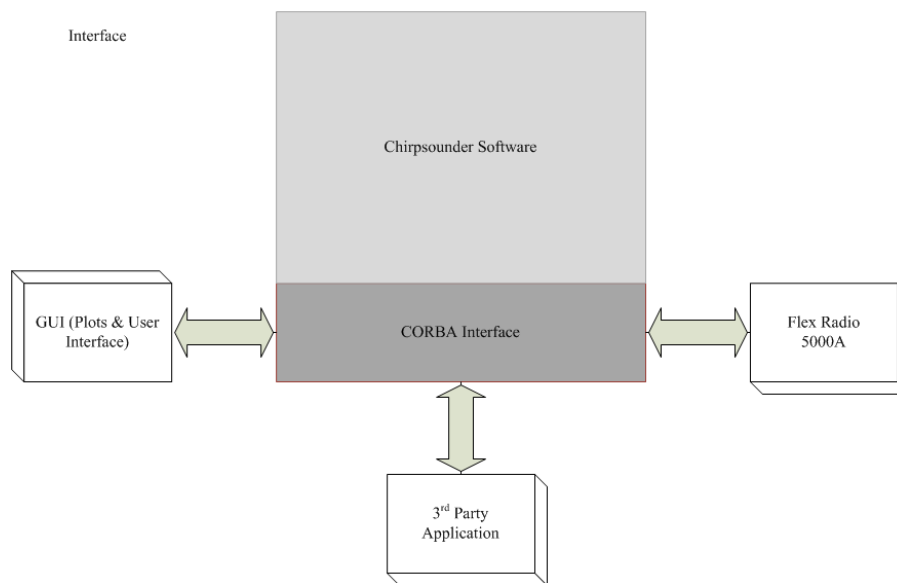 Interface
Chirpsounder Software
GUI (Plots & User
Interface)
CORBA Interface
Flex Radio
5000A
3rd Party
Application